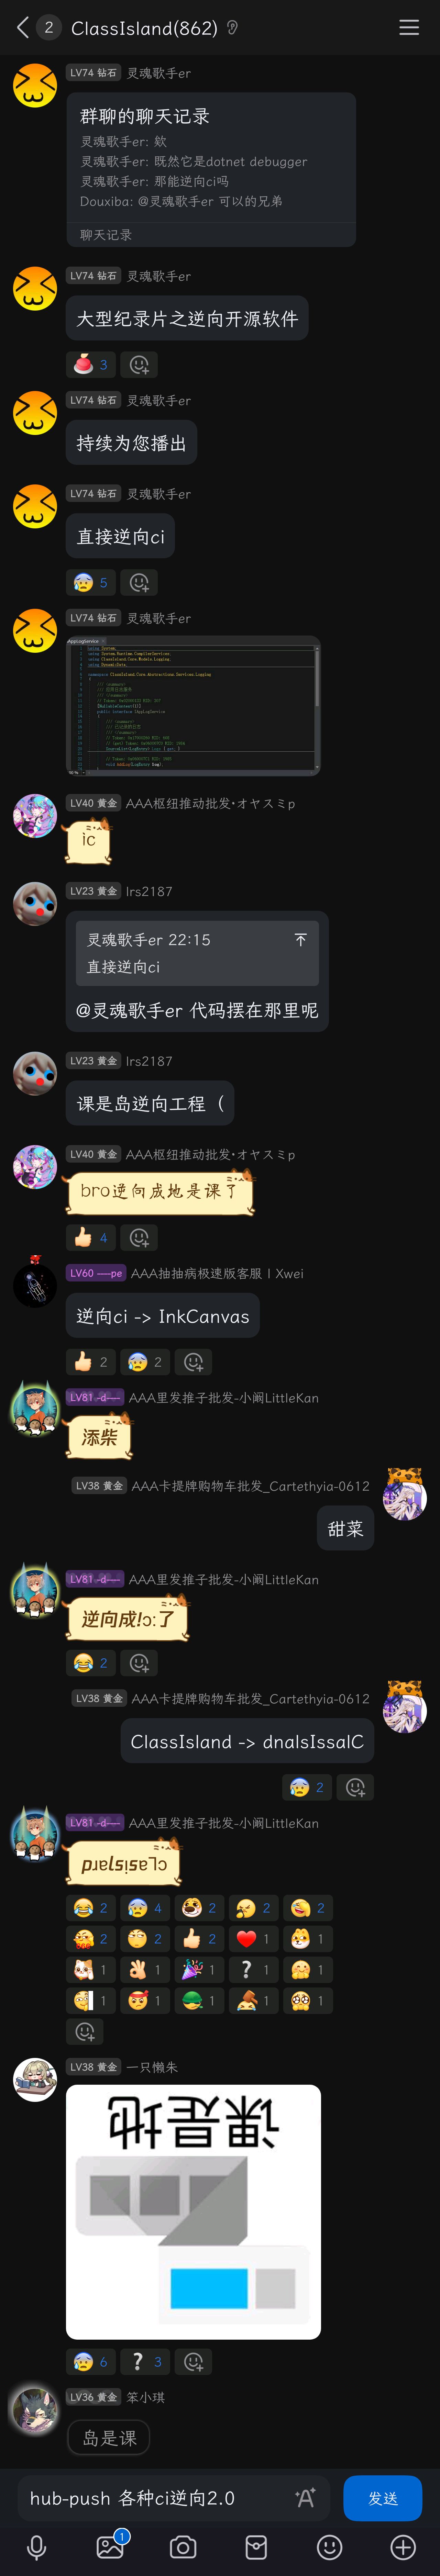 2
ClassIsland(862)
LV74 钻石 灵魂歌手er
群聊的聊天记录
灵魂歌手er: 欸
灵魂歌手er: 既然它是dotnet debugger
灵魂歌手er: 那能逆向ci吗
Douxiba: @灵魂歌手er 可以的兄弟
聊天记录
LV74 钻石 灵魂歌手er
大型纪录片之逆向开源软件
3
LV74 钻石 灵魂歌手er
持续为您播出
LV74 钻石 灵魂歌手er
直接逆向ci
5
LV74 钻石 灵魂歌手er
LV40 黄金 AAA枢纽推动批发•オヤスミp
ic
LV23 黄金 lrs2187
灵魂歌手er 22:15
直接逆向ci
@灵魂歌手er 代码摆在那里呢
LV23 黄金 lrs2187
课是岛逆向工程（
LV40 黄金 AAA枢纽推动批发•オヤスミp
bro逆向成地是课了
4
LV60 —-pe AAA抽抽病极速版客服丨Xwei
逆向ci -> InkCanvas
2 2
LV81 -d-— AAA里发推子批发-小阚LittleKan
添柴
LV38 黄金 AAA卡提牌购物车批发_Cartethyia-0612
甜菜
LV81 -d-— AAA里发推子批发-小阚LittleKan
逆向成!ɔ:了
2
LV38 黄金 AAA卡提牌购物车批发_Cartethyia-0612
ClassIsland -> dnalsIssalC
2
LV81 -d-— AAA里发推子批发-小阚LittleKan
2 4 2 2 2
2 2 2 1 1
1 1 1 ? 1 1
1 1 1 1 1
LV38 黄金 一只懒朱
课是地
6 ? 3
LV36 黄金 笨小琪
岛是课
hub-push 各种ci逆向2.0
发送
1